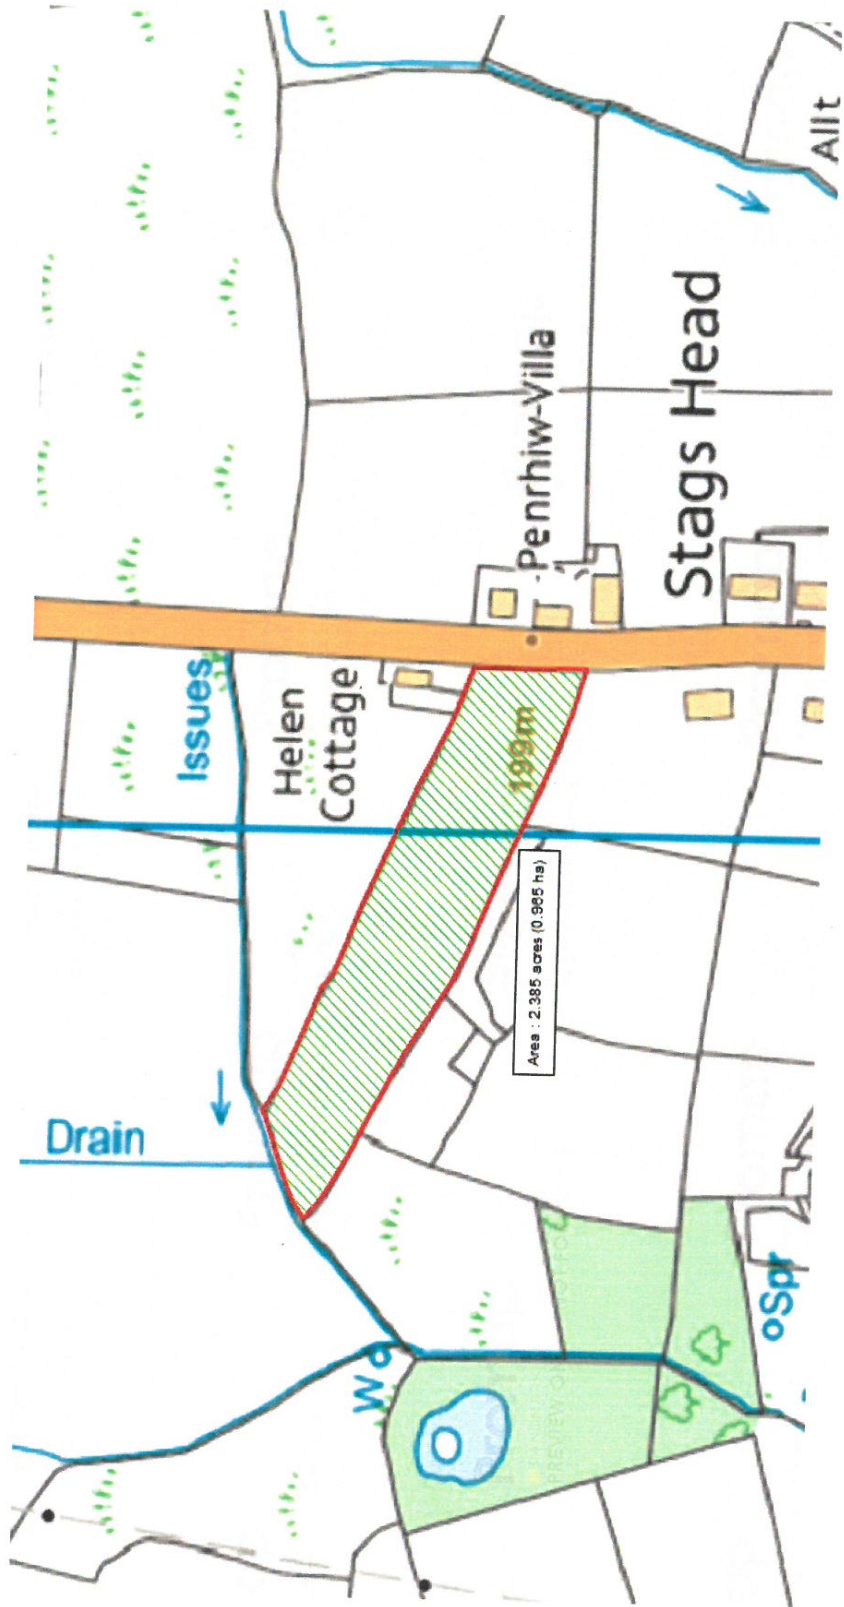 Allt
Penrhiw-Villa
Stags Head
Issues
Helen
Cottage
199m
Area : 2.385 acres (0.965 ha)
Drain
W
Spr